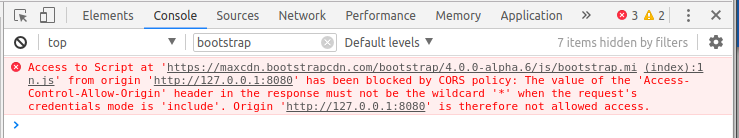 Elements Console Sources Network Performance Memory Application » 3 2
top bootstrap Default levels 7 items hidden by filters
Access to Script at 'https://maxcdn.bootstrapcdn.com/bootstrap/4.0.0-alpha.6/js/bootstrap.mi (index):1
n.js' from origin 'http://127.0.0.1:8080' has been blocked by CORS policy: The value of the 'Access-
Control-Allow-Origin' header in the response must not be the wildcard '*' when the request's
credentials mode is 'include'. Origin 'http://127.0.0.1:8080' is therefore not allowed access.